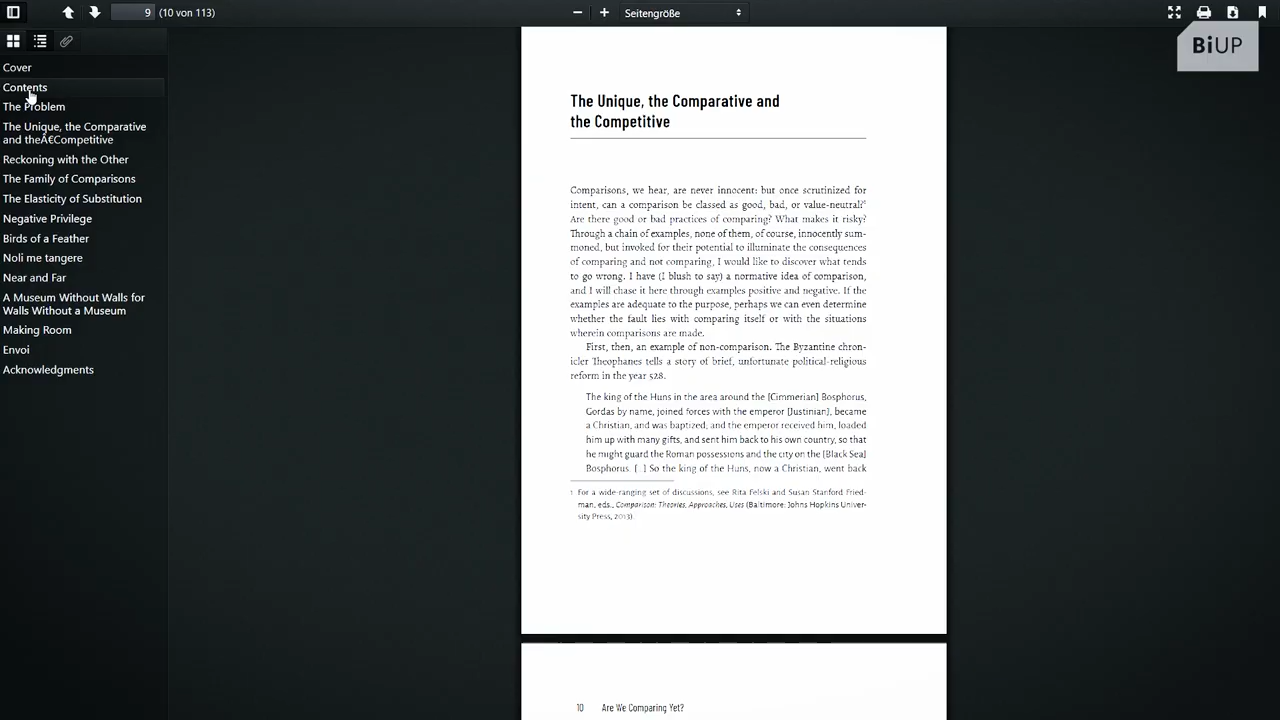 9 (10 von 113)
Seitengröße
BiUP
Cover
Contents
The Problem
The Unique, the Comparative
and theÂ€Competitive
Reckoning with the Other
The Family of Comparisons
The Elasticity of Substitution
Negative Privilege
Birds of a Feather
Noli me tangere
Near and Far
A Museum Without Walls for
Walls Without a Museum
Making Room
Envoi
Acknowledgments
The Unique, the Comparative and
the Competitive
Comparisons, we hear, are never innocent: but once scrutinized for
intent, can a comparison be classed as good, bad, or value-neutral?¹
Are there good or bad practices of comparing? What makes it risky?
Through a chain of examples, none of them, of course, innocently sum-
moned, but invoked for their potential to illuminate the consequences
of comparing and not comparing, I would like to discover what tends
to go wrong. I have (I blush to say) a normative idea of comparison,
and I will chase it here through examples positive and negative. If the
examples are adequate to the purpose, perhaps we can even determine
whether the fault lies with comparing itself or with the situations
wherein comparisons are made.
First, then, an example of non-comparison. The Byzantine chron-
icler Theophanes tells a story of brief, unfortunate political-religious
reform in the year 528.
The king of the Huns in the area around the [Cimmerian] Bosphorus,
Gordas by name, joined forces with the emperor [Justinian], became
a Christian, and was baptized; and the emperor received him, loaded
him up with many gifts, and sent him back to his own country, so that
he might guard the Roman possessions and the city on the [Black Sea]
Bosphorus. [...] So the king of the Huns, now a Christian, went back
1 For a wide-ranging set of discussions, see Rita Felski and Susan Stanford Fried-
man, eds., Comparison: Theories, Approaches, Uses (Baltimore: Johns Hopkins Univer-
sity Press, 2013).
10 Are We Comparing Yet?